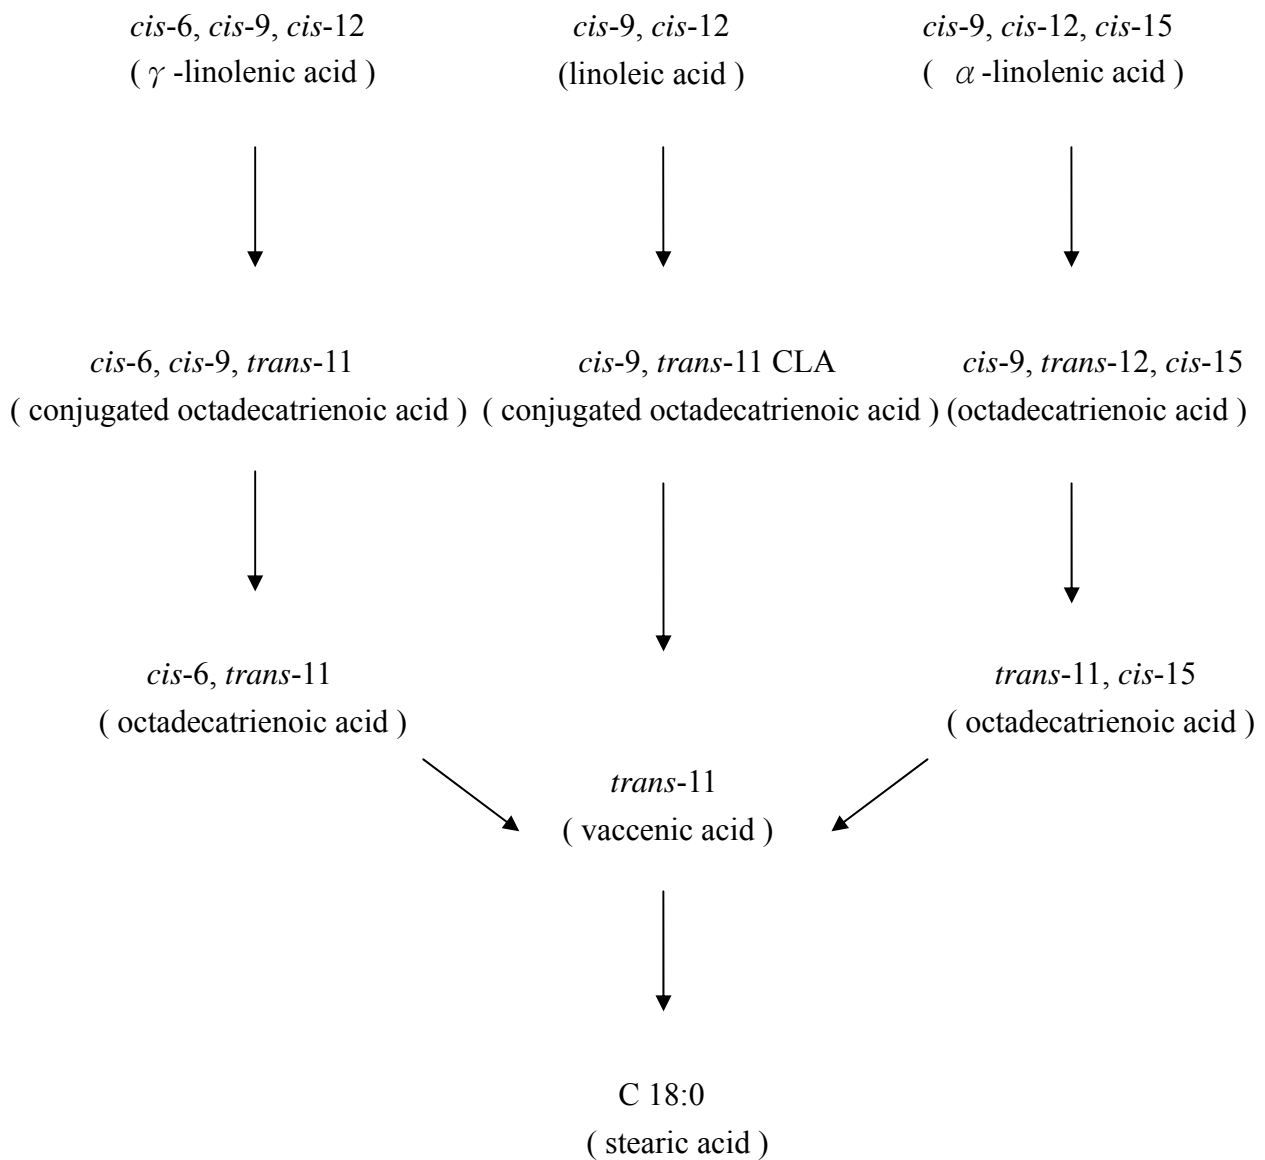 cis-6, cis-9, cis-12
( γ -linolenic acid )
cis-9, cis-12
(linoleic acid )
cis-9, cis-12, cis-15
( α -linolenic acid )
cis-6, cis-9, trans-11
( conjugated octadecatrienoic acid )
cis-9, trans-11 CLA
( conjugated octadecatrienoic acid )
cis-9, trans-12, cis-15
(octadecatrienoic acid )
cis-6, trans-11
( octadecatrienoic acid )
trans-11, cis-15
( octadecatrienoic acid )
trans-11
( vaccenic acid )
C 18:0
( stearic acid )